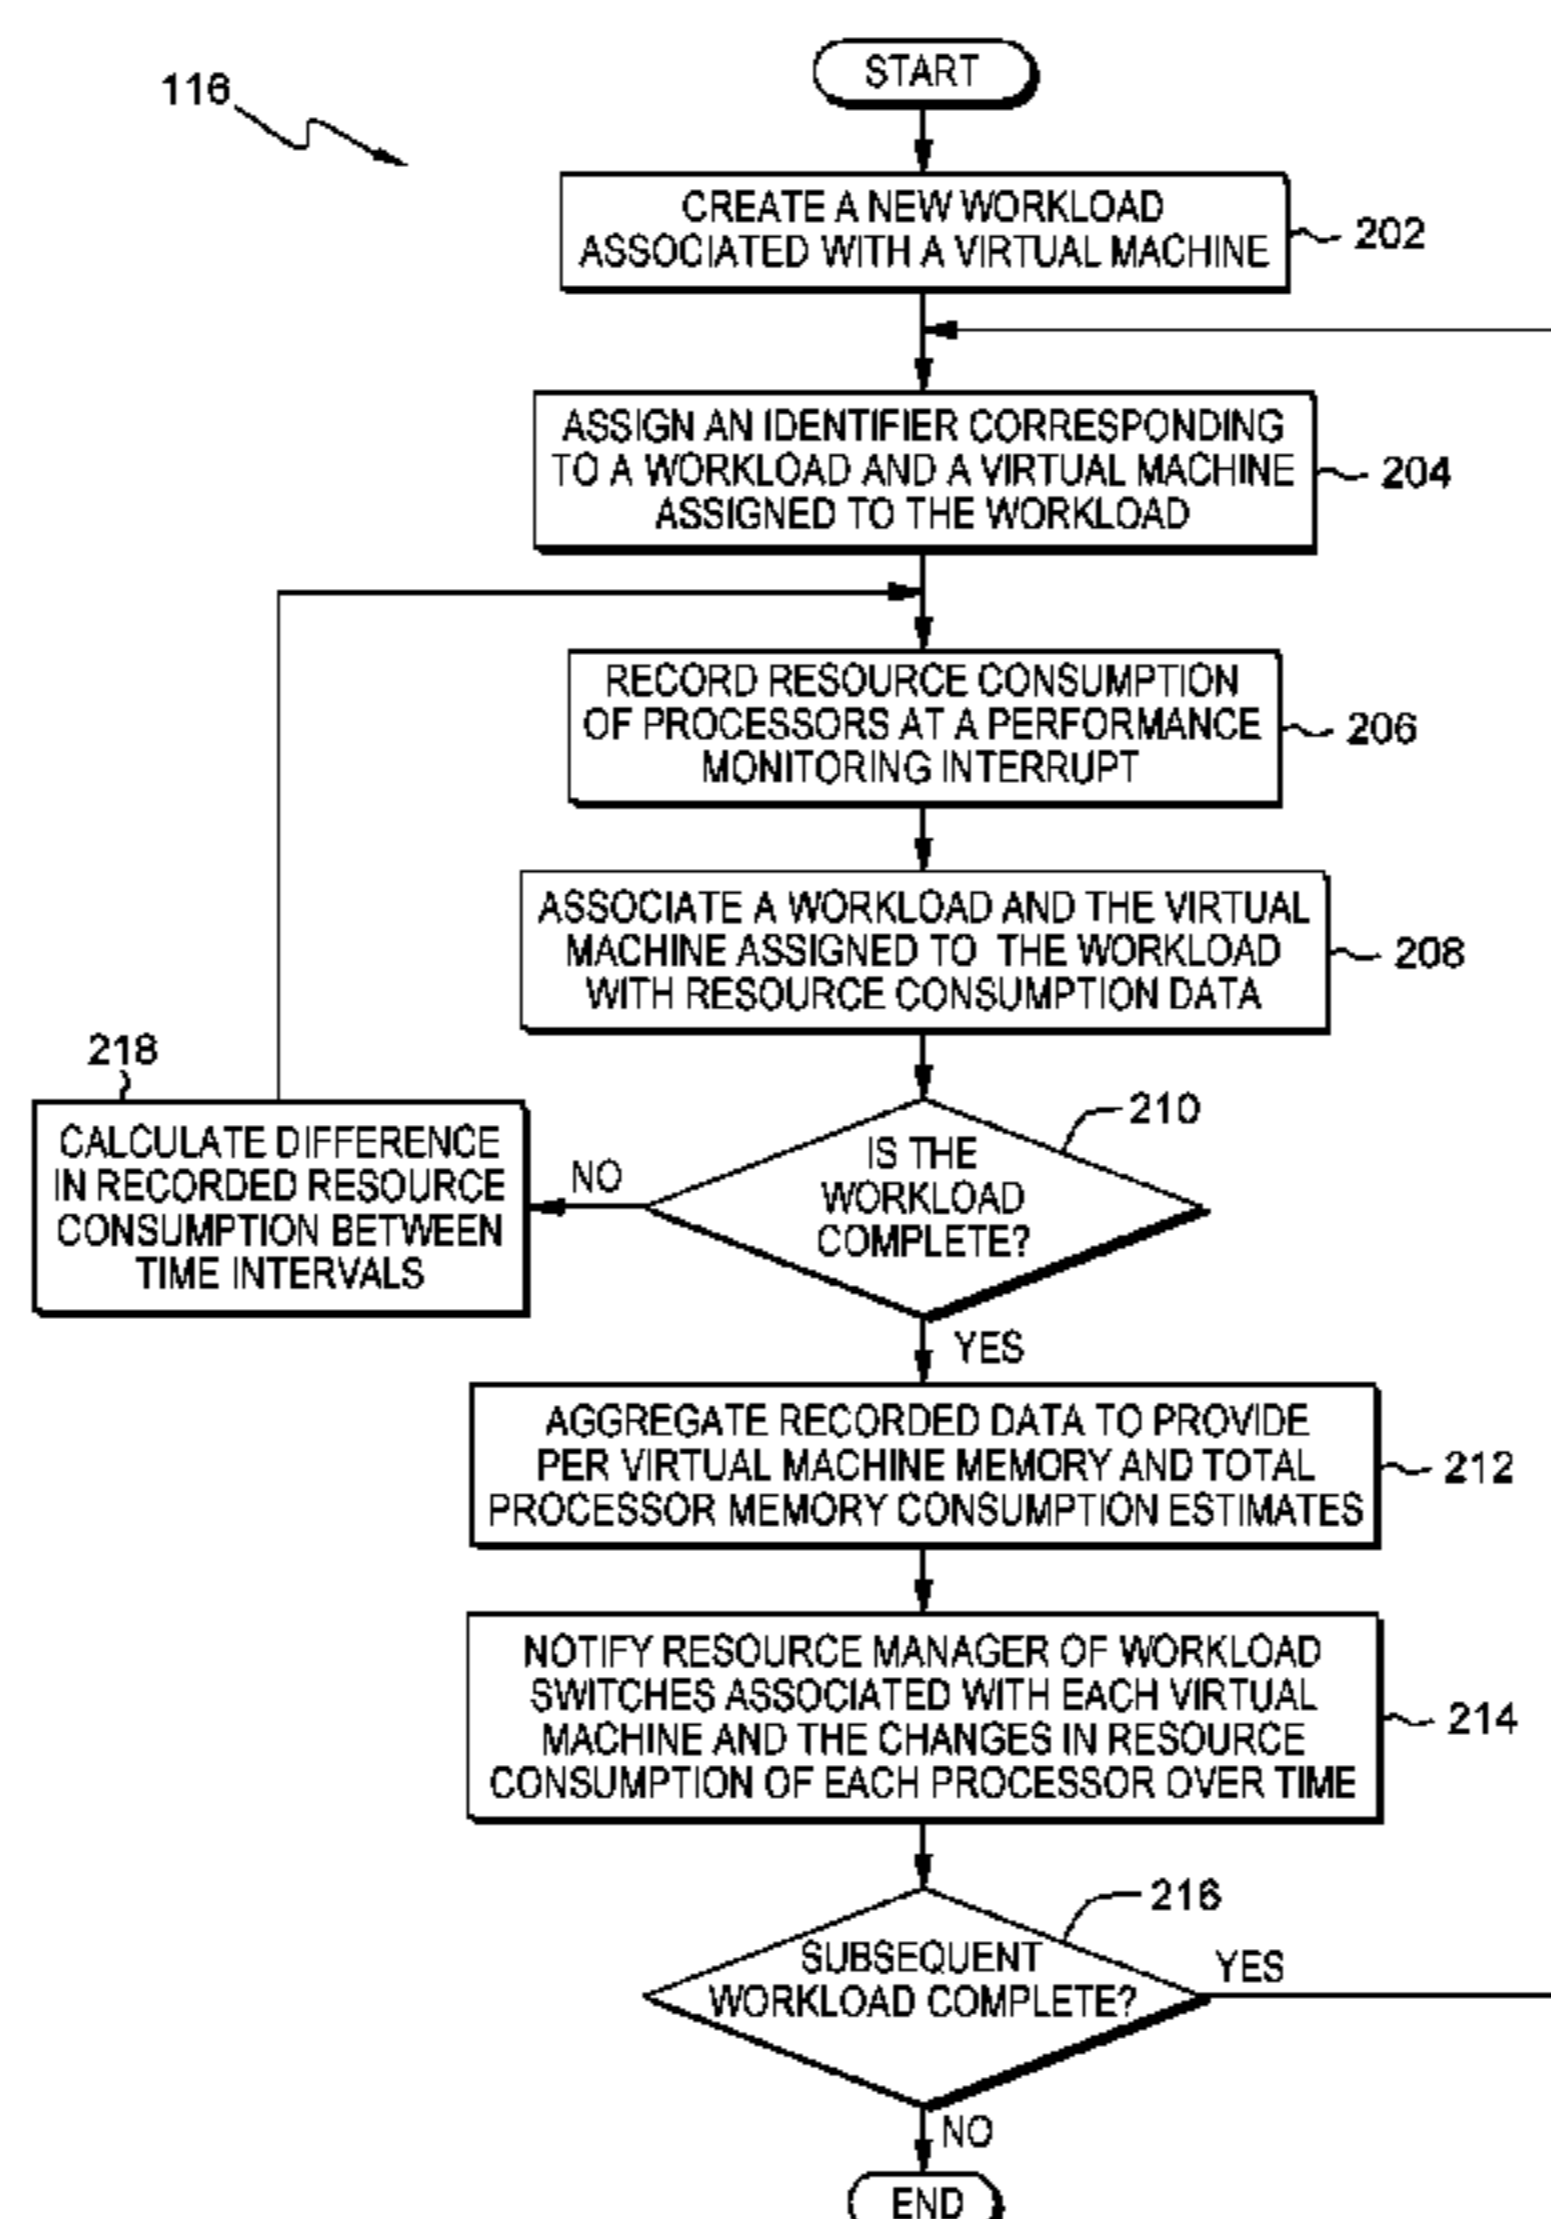 START
116
CREATE A NEW WORKLOAD
ASSOCIATED WITH A VIRTUAL MACHINE
202
ASSIGN AN IDENTIFIER CORRESPONDING
TO A WORKLOAD AND A VIRTUAL MACHINE
ASSIGNED TO THE WORKLOAD
204
RECORD RESOURCE CONSUMPTION
OF PROCESSORS AT A PERFORMANCE
MONITORING INTERRUPT
206
ASSOCIATE A WORKLOAD AND THE VIRTUAL
MACHINE ASSIGNED TO THE WORKLOAD
WITH RESOURCE CONSUMPTION DATA
208
218
CALCULATE DIFFERENCE
IN RECORDED RESOURCE
CONSUMPTION BETWEEN
TIME INTERVALS
NO
IS THE
WORKLOAD
COMPLETE?
210
YES
AGGREGATE RECORDED DATA TO PROVIDE
PER VIRTUAL MACHINE MEMORY AND TOTAL
PROCESSOR MEMORY CONSUMPTION ESTIMATES
212
NOTIFY RESOURCE MANAGER OF WORKLOAD
SWITCHES ASSOCIATED WITH EACH VIRTUAL
MACHINE AND THE CHANGES IN RESOURCE
CONSUMPTION OF EACH PROCESSOR OVER TIME
214
SUBSEQUENT
WORKLOAD COMPLETE?
216
YES
NO
END